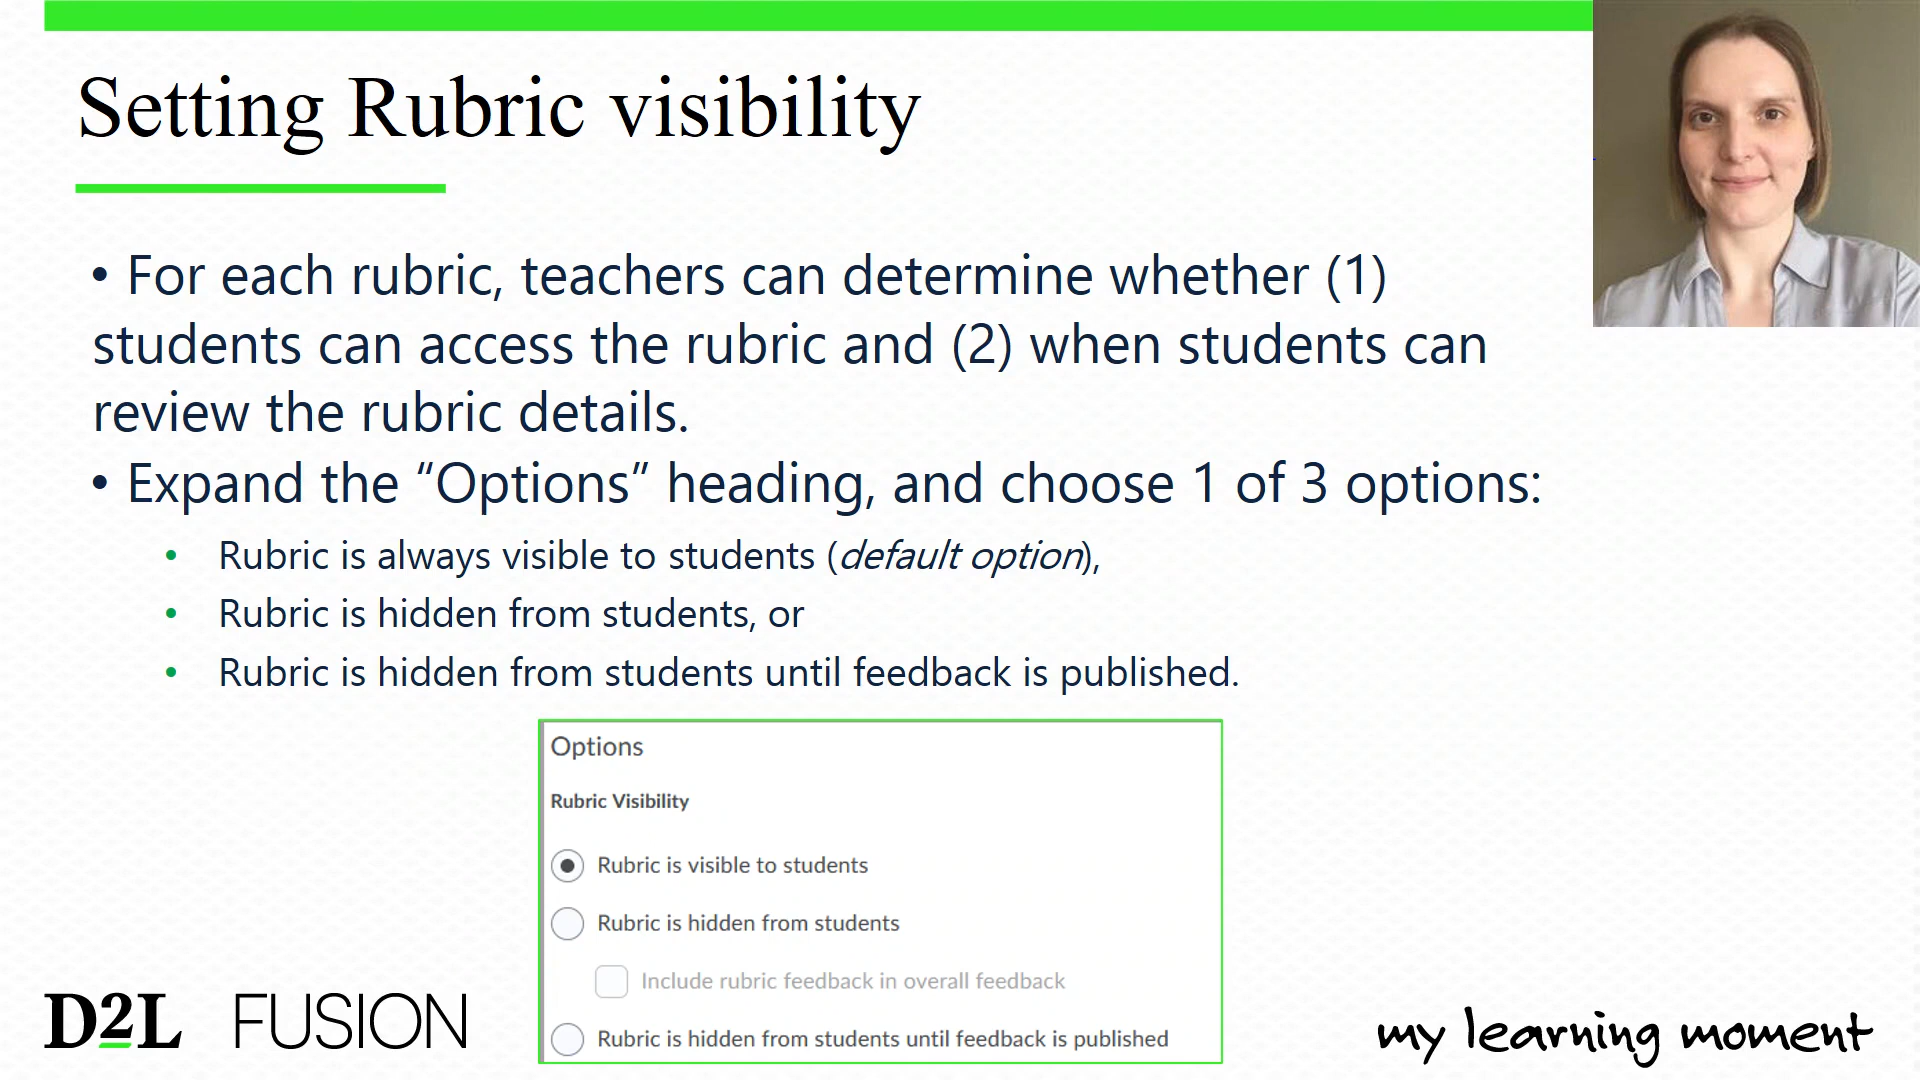 Setting Rubric visibility
• For each rubric, teachers can determine whether (1)
students can access the rubric and (2) when students can
review the rubric details.
• Expand the “Options” heading, and choose 1 of 3 options:
• Rubric is always visible to students (default option),
• Rubric is hidden from students, or
• Rubric is hidden from students until feedback is published.
Options
Rubric Visibility
Rubric is visible to students
Rubric is hidden from students
Include rubric feedback in overall feedback
Rubric is hidden from students until feedback is published
D2L FUSION
my learning moment